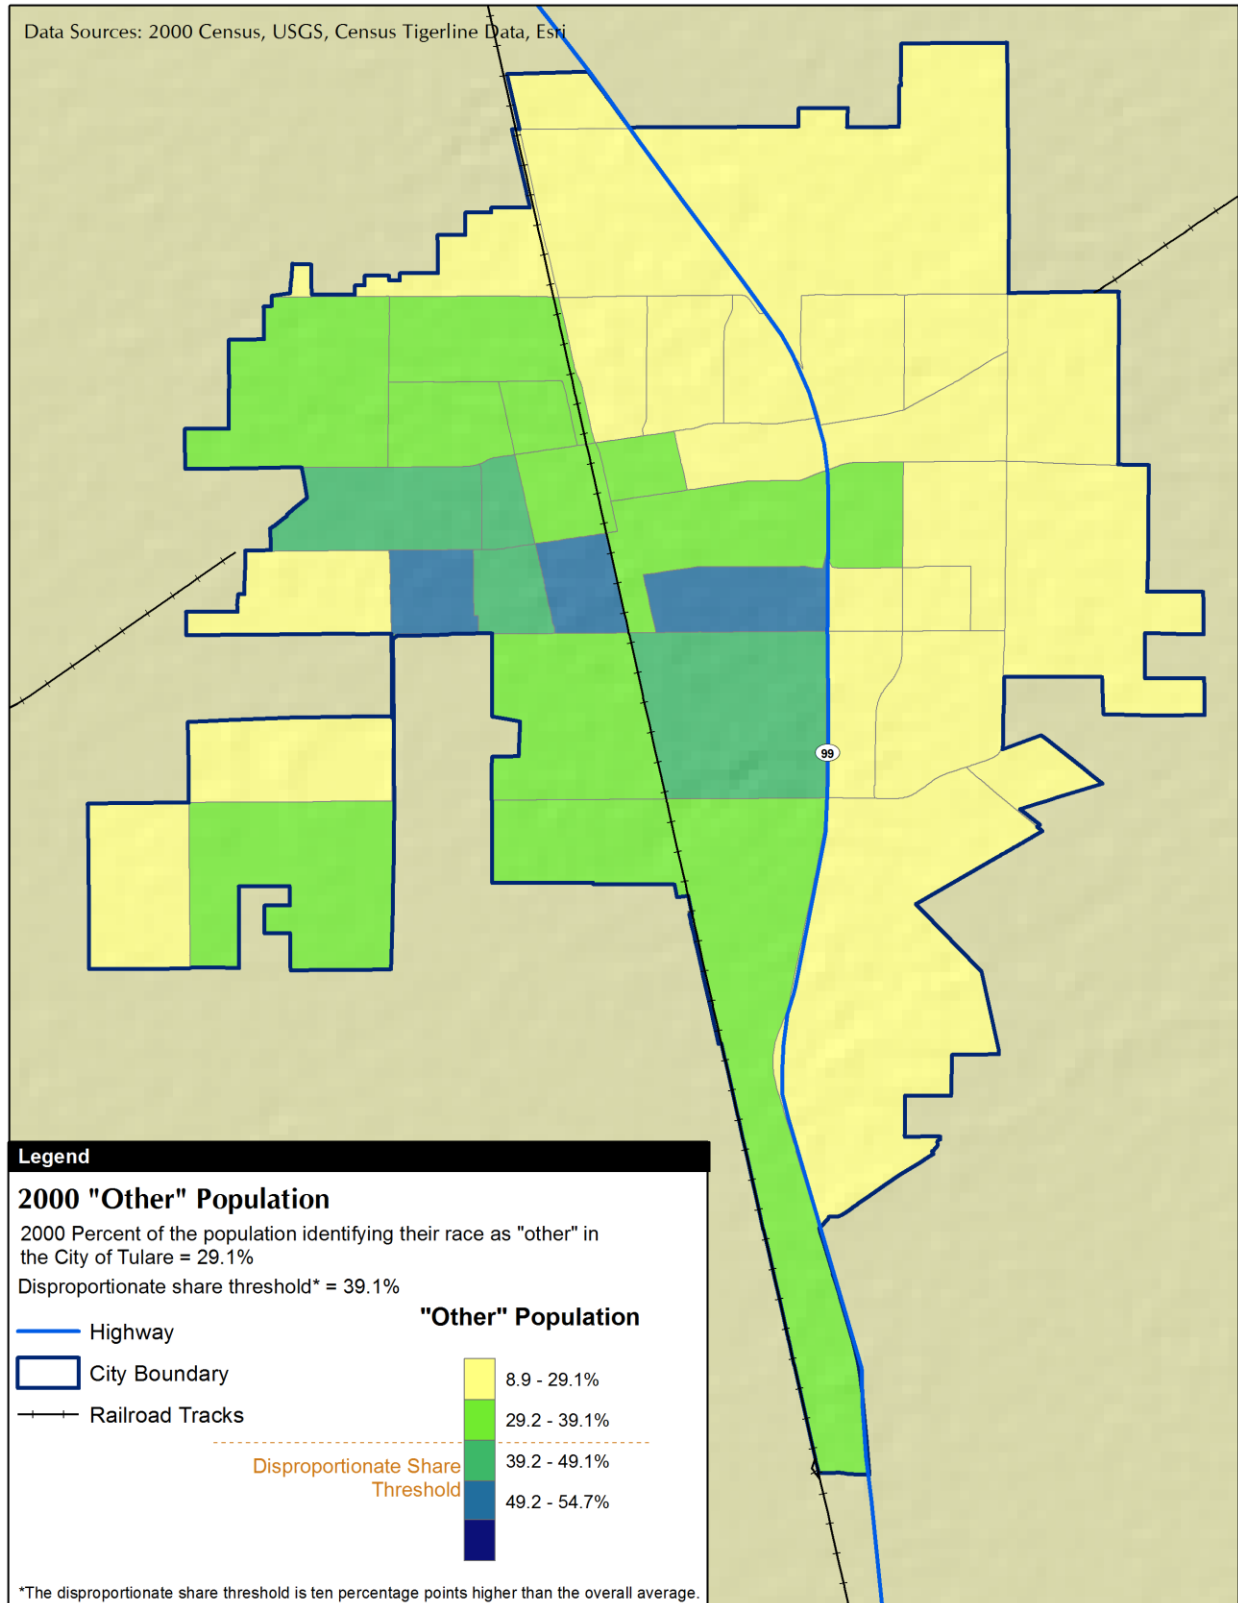 Data Sources: 2000 Census, USGS, Census Tigerline Data, Esri
99
Legend
2000 "Other" Population
2000 Percent of the population identifying their race as "other" in
the City of Tulare = 29.1%
Disproportionate share threshold* = 39.1%
"Other" Population
Highway
City Boundary
Railroad Tracks
8.9 - 29.1%
29.2 - 39.1%
Disproportionate Share
Threshold
39.2 - 49.1%
49.2 - 54.7%
*The disproportionate share threshold is ten percentage points higher than the overall average.